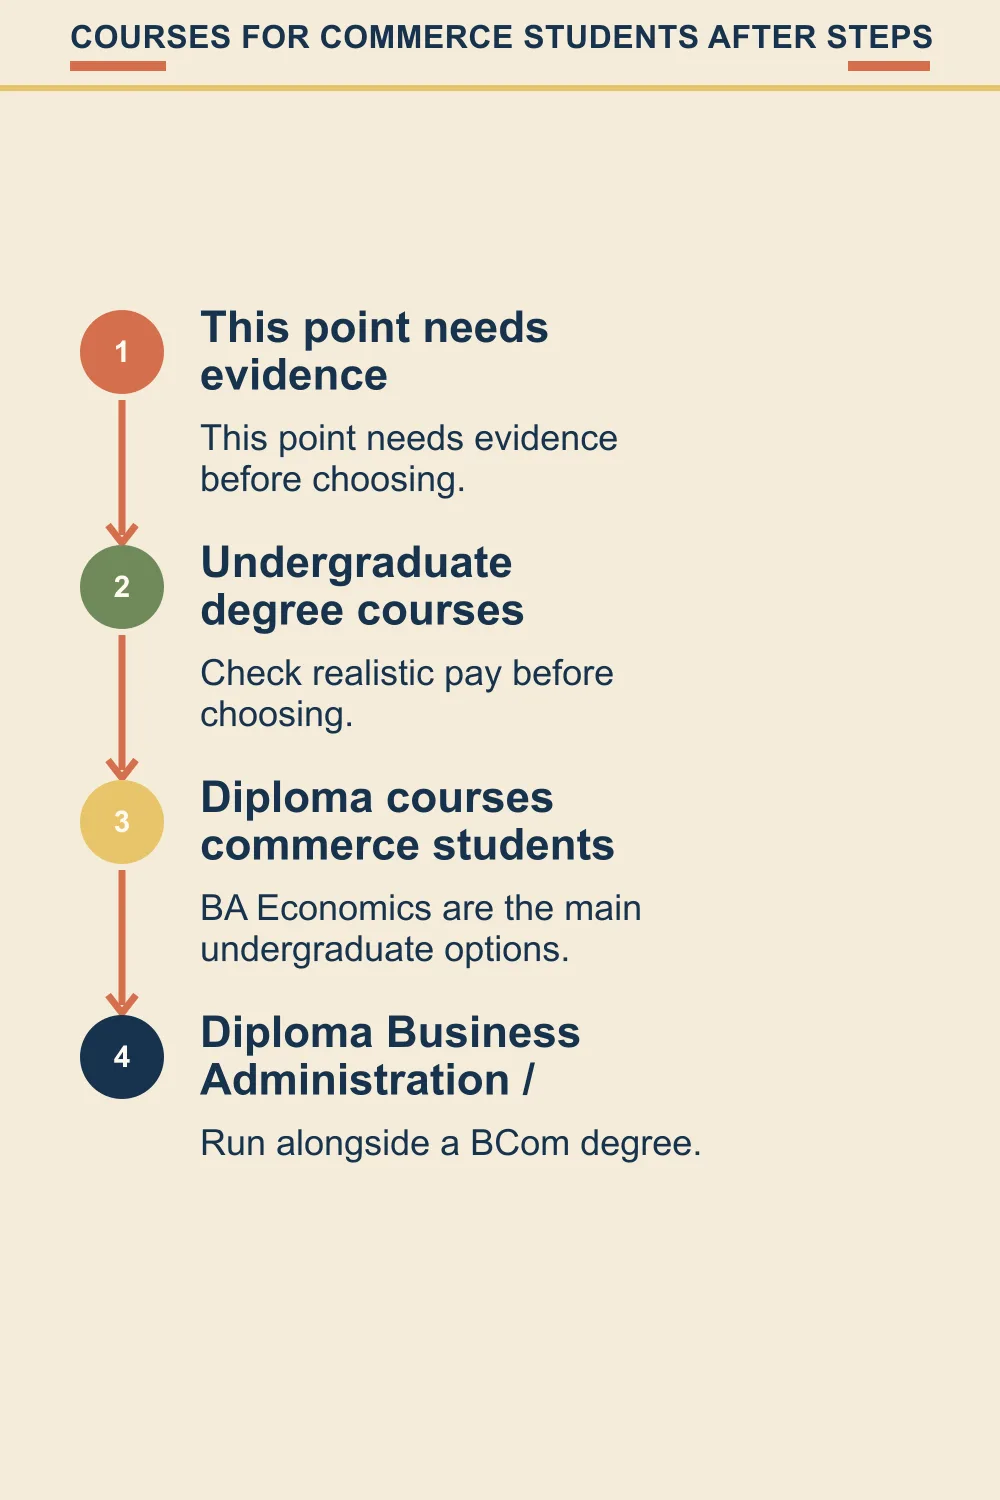 COURSES FOR COMMERCE STUDENTS AFTER STEPS
1
This point needs
evidence
This point needs evidence
before choosing.
2
Undergraduate
degree courses
Check realistic pay before
choosing.
3
Diploma courses
commerce students
BA Economics are the main
undergraduate options.
4
Diploma Business
Administration /
Run alongside a BCom degree.